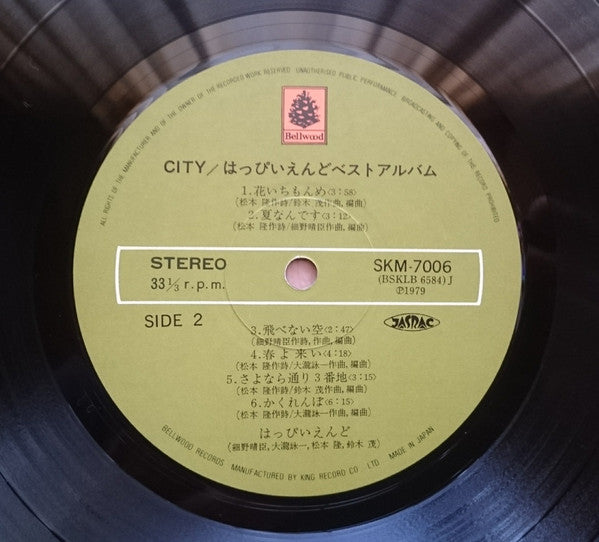 ALL RIGHTS OF THE MANUFACTURER AND OF THE OWNER OF THE RECORDED WORK RESERVED UNAUTHORISED PUBLIC PERFORMANCE, BROADCASTING AND COPYING OF THE RECORD PROHIBITED
Bellwood
CITY/はっぴいえんどベストアルバム
1.花いちもんめ<3:58>
(松本 隆作詩/鈴木 茂作曲,編曲)
2.夏なんです<3:12>
(松本 隆作詩/細野晴臣作曲,編曲)
STEREO
33⅓ r.p.m.
SKM-7006
(BSKLB 6584) J
℗1979
SIDE 2
JASRAC
3.飛べない空<2:47>
(細野晴臣作詩,作曲,編曲)
4.春よ来い<4:18>
(松本 隆作詩/大瀧詠一作曲,編曲)
5.さよなら通り3番地<3:15>
(松本 隆作詩/鈴木 茂作曲,編曲)
6.かくれんぼ<6:15>
(松本 隆作詩/大瀧詠一作曲,編曲)
はっぴいえんど
(細野晴臣,大瀧詠一,松本 隆,鈴木 茂)
BELLWOOD RECORDS MANUFACTURED BY KING RECORD CO. LTD. MADE IN JAPAN